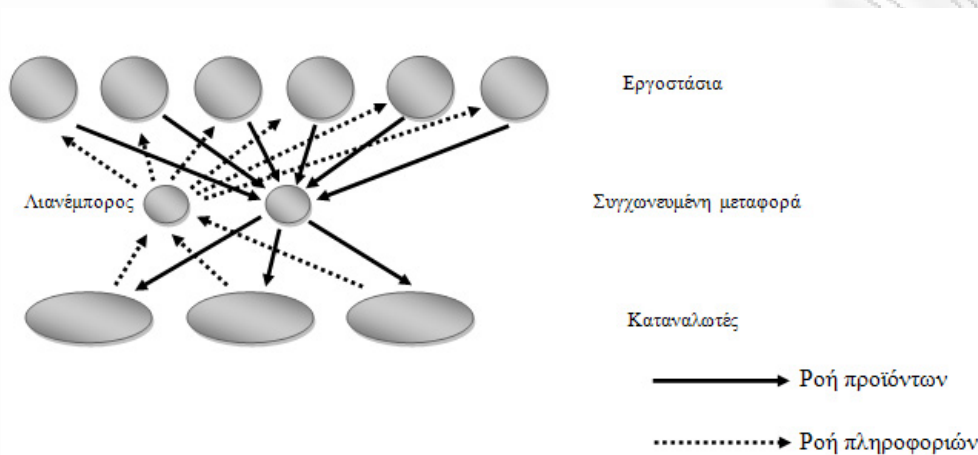 Εργοστάσια
Λιανέμπορος
Συγχωνευμένη μεταφορά
Καταναλωτές
Ροή προϊόντων
Ροή πληροφοριών